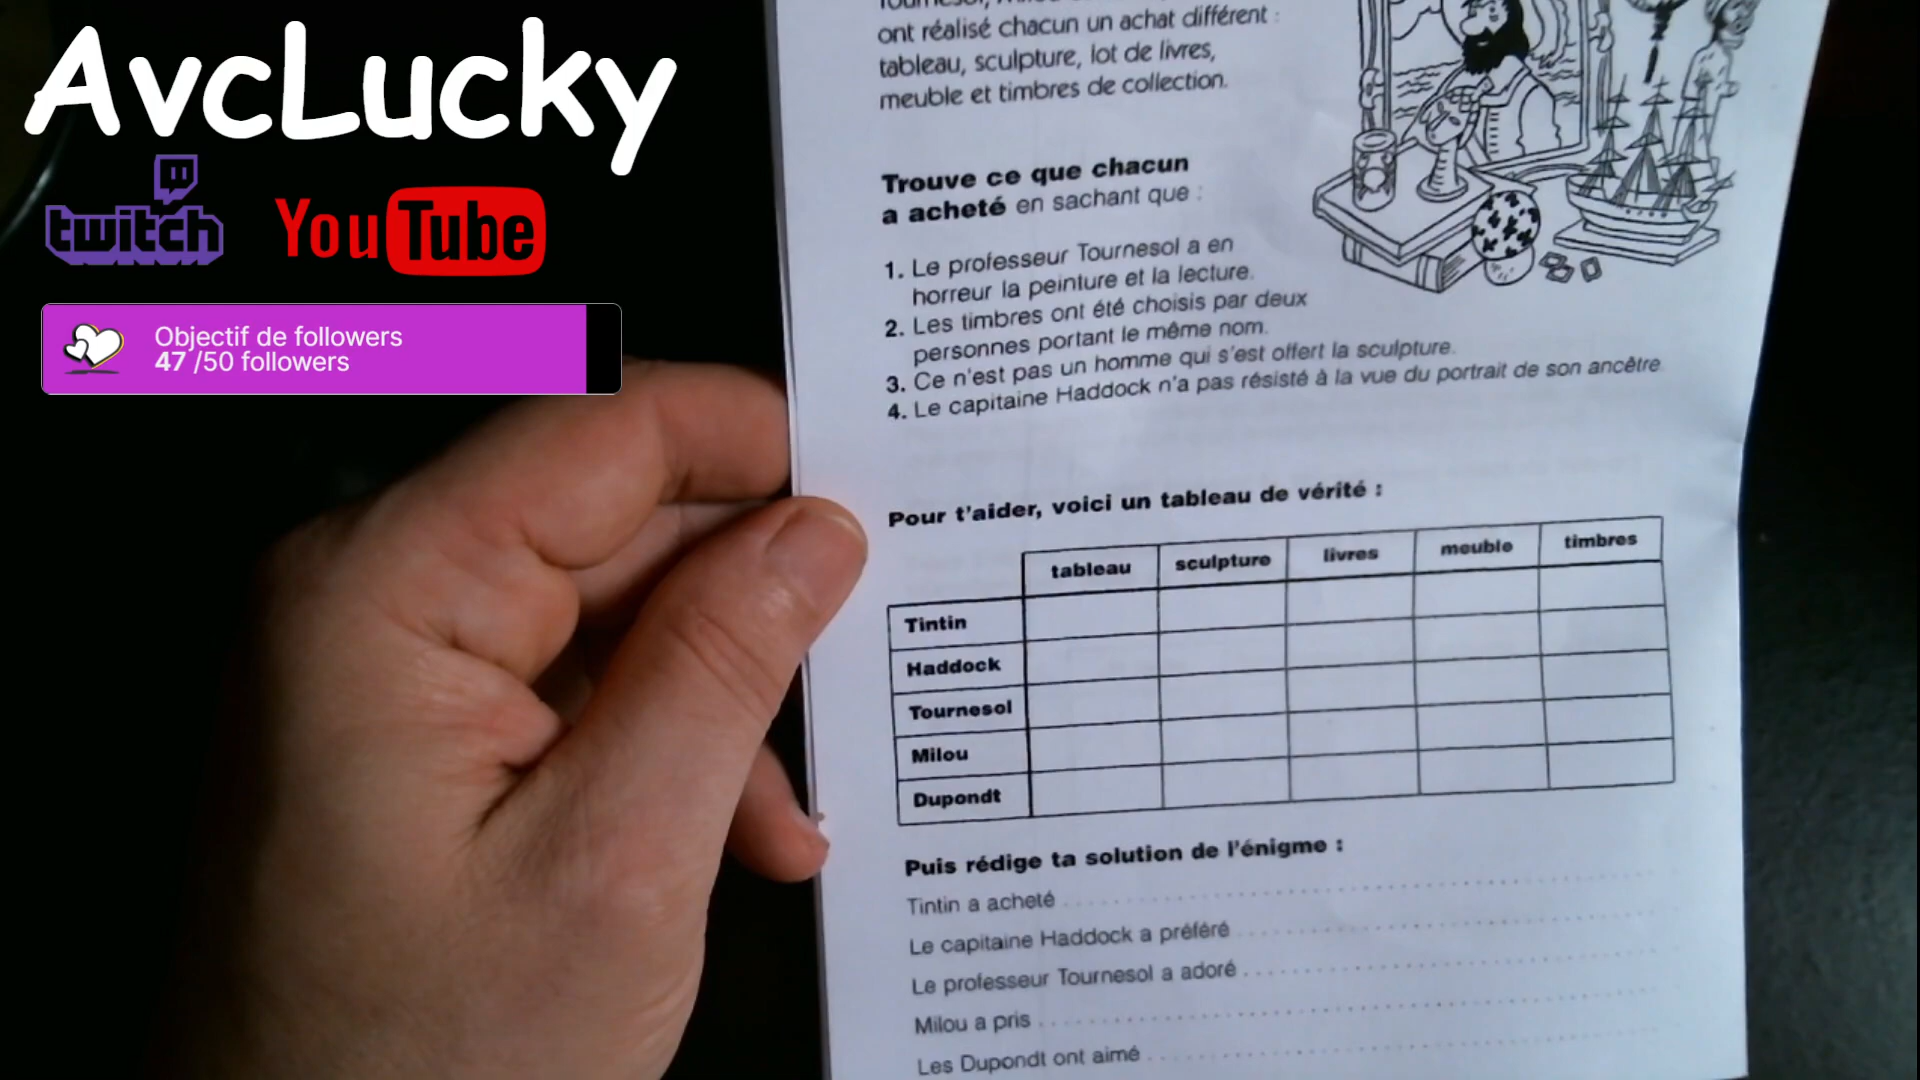 AvcLucky
twitch
YouTube
Objectif de followers
47 /50 followers
ont réalisé chacun un achat différent :
tableau, sculpture, lot de livres,
meuble et timbres de collection.
Trouve ce que chacun
a acheté en sachant que :
1. Le professeur Tournesol a en
horreur la peinture et la lecture.
2. Les timbres ont été choisis par deux
personnes portant le même nom.
3. Ce n'est pas un homme qui s'est offert la sculpture.
4. Le capitaine Haddock n'a pas résisté à la vue du portrait de son ancêtre.
Pour t'aider, voici un tableau de vérité :
tableau sculpture livres meuble timbres
Tintin
Haddock
Tournesol
Milou
Dupondt
Puis rédige ta solution de l'énigme :
Tintin a acheté
Le capitaine Haddock a préféré
Le professeur Tournesol a adoré
Milou a pris
Les Dupondt ont aimé